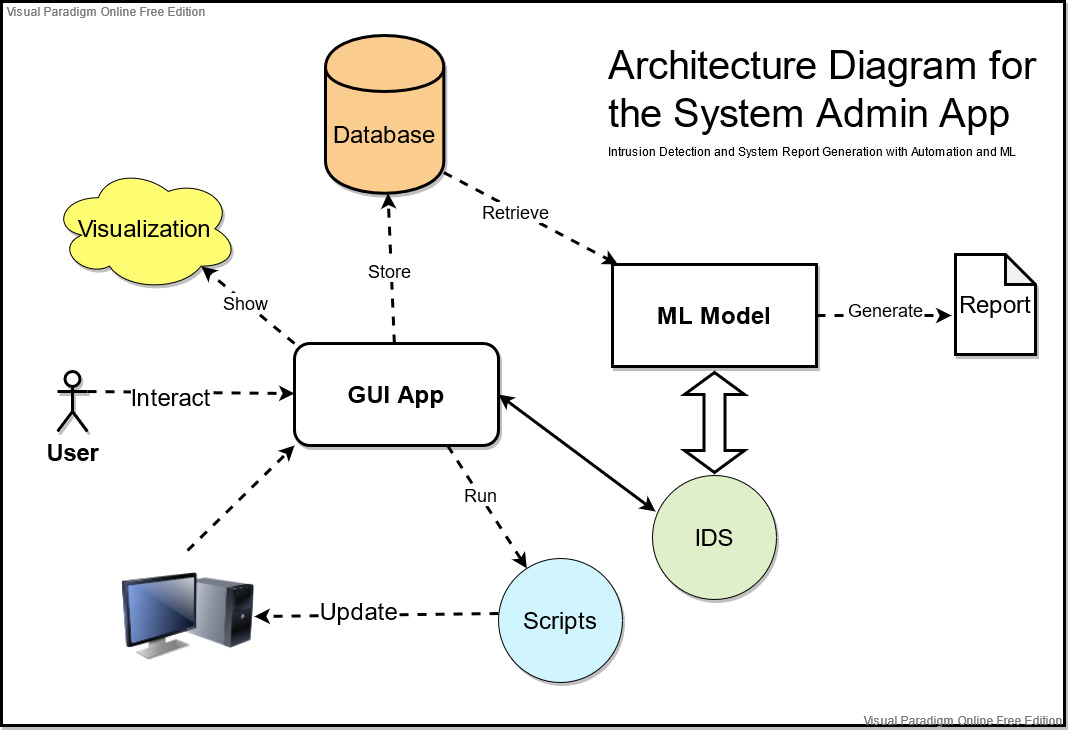 Visual Paradigm Online Free Edition
Architecture Diagram for
the System Admin App
Intrusion Detection and System Report Generation with Automation and ML
Database
Retrieve
Visualization
Store
Show
ML Model
Generate
Report
Interact
GUI App
User
Run
IDS
Update
Scripts
Visual Paradigm Online Free Edition